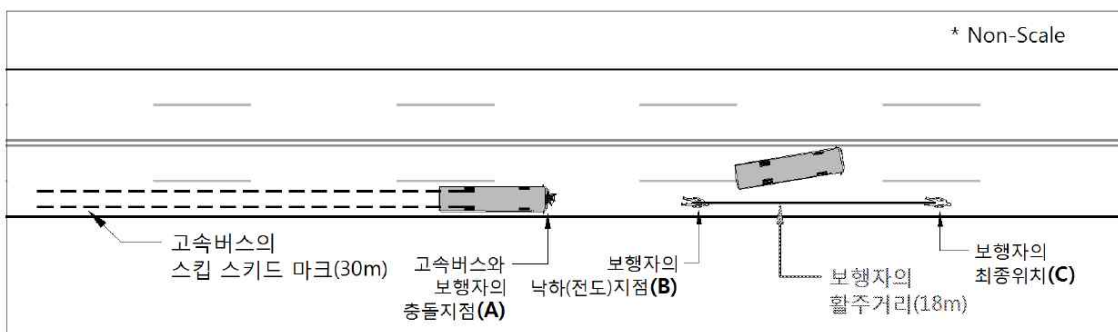 * Non-Scale
고속버스의
스킵 스키드 마크(30m)
고속버스와
보행자의
충돌지점(A)
보행자의
낙하(전도)지점(B)
보행자의
활주거리(18m)
보행자의
최종위치(C)